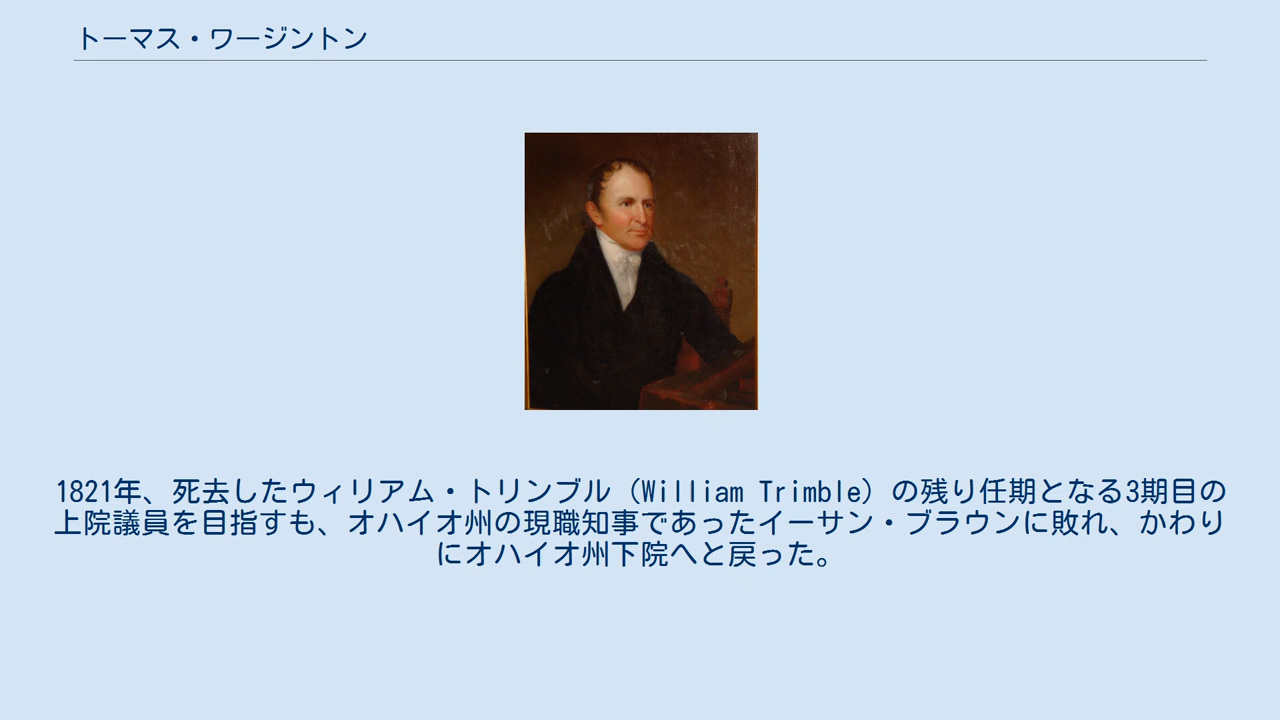 トーマス・ワージントン
1821年、死去したウィリアム・トリンブル（William Trimble）の残り任期となる3期目の
上院議員を目指すも、オハイオ州の現職知事であったイーサン・ブラウンに敗れ、かわり
にオハイオ州下院へと戻った。